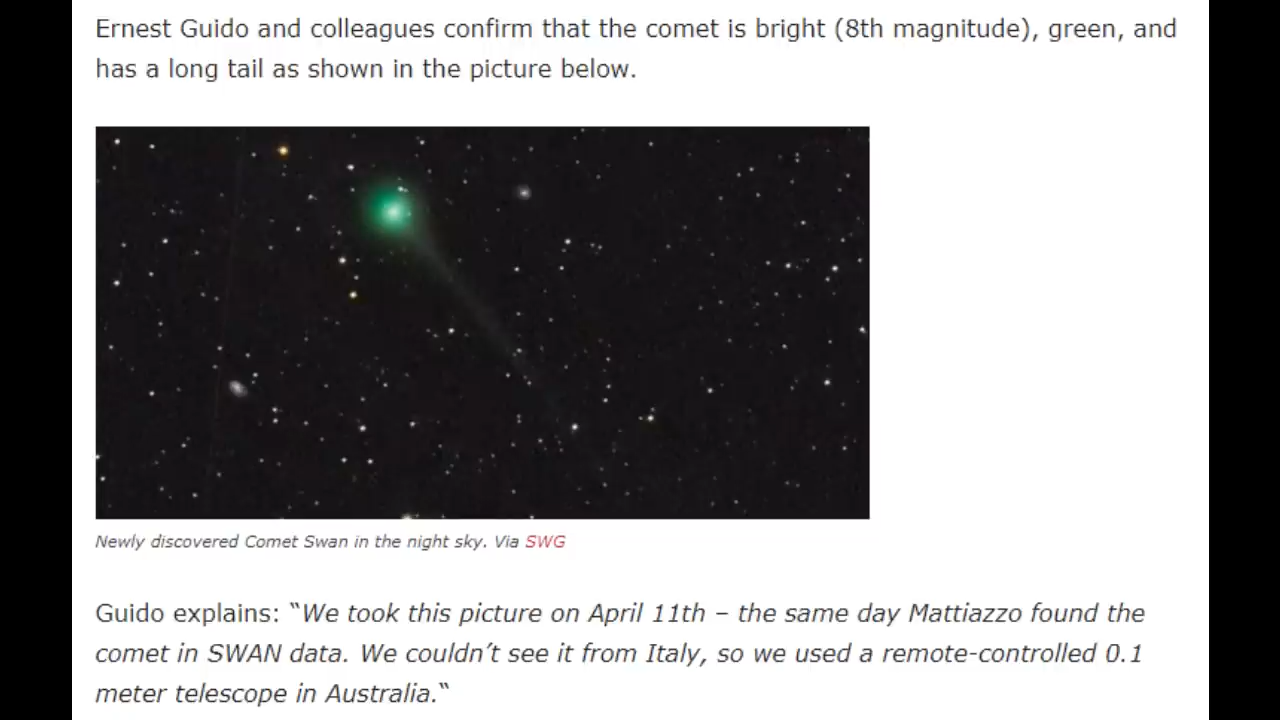 Ernest Guido and colleagues confirm that the comet is bright (8th magnitude), green, and
has a long tail as shown in the picture below.
Newly discovered Comet Swan in the night sky. Via SWG
Guido explains: “We took this picture on April 11th – the same day Mattiazzo found the
comet in SWAN data. We couldn’t see it from Italy, so we used a remote-controlled 0.1
meter telescope in Australia.“